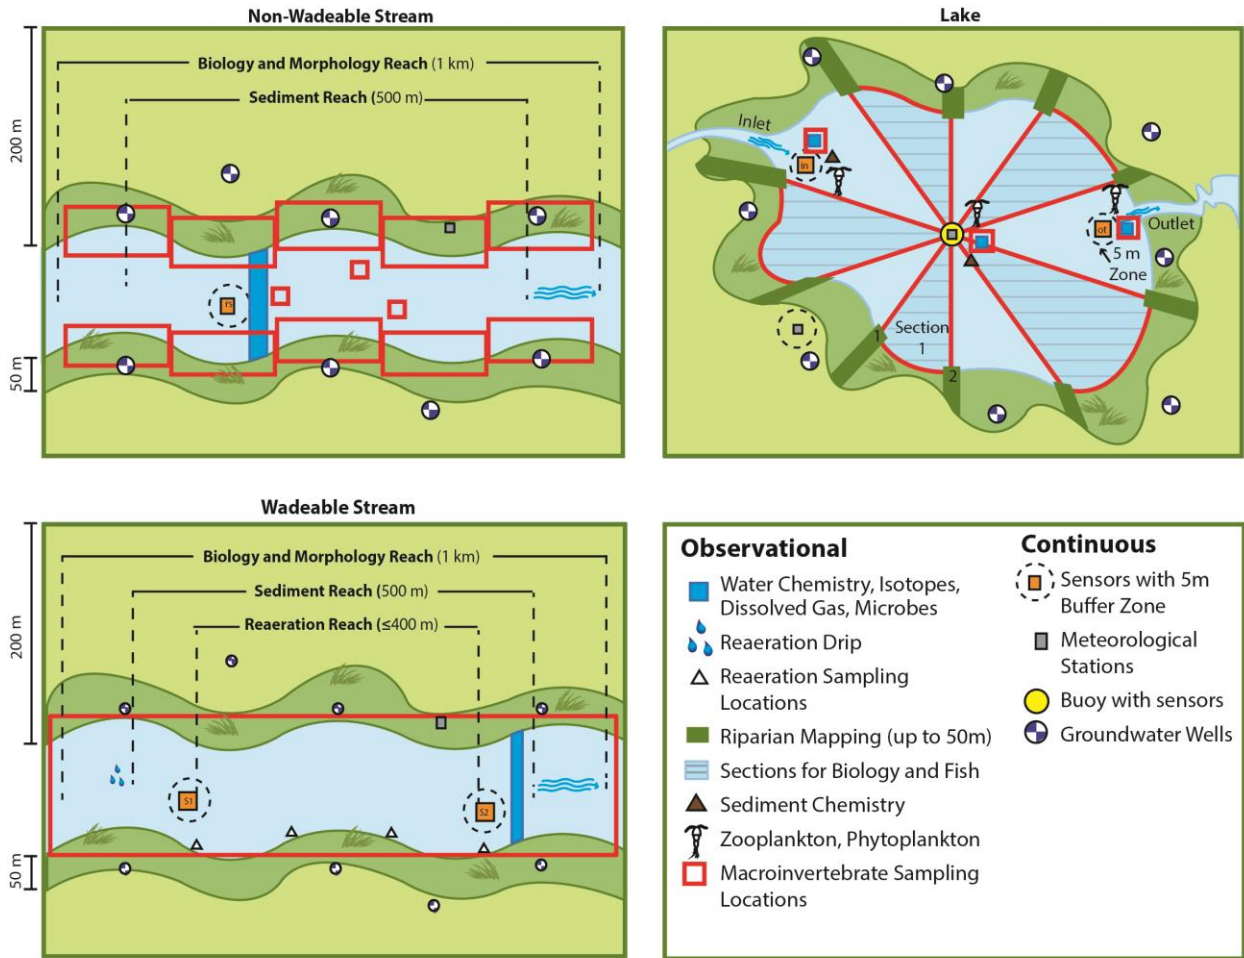 Non-Wadeable Stream
200 m
50 m
Biology and Morphology Reach (1 km)
Sediment Reach (500 m)
rs
Lake
Inlet
in
ot
Outlet
5 m
Zone
Section
1
1
2
Wadeable Stream
200 m
50 m
Biology and Morphology Reach (1 km)
Sediment Reach (500 m)
Reaeration Reach (≤400 m)
S1
S2
Observational
Water Chemistry, Isotopes,
Dissolved Gas, Microbes
Reaeration Drip
Reaeration Sampling
Locations
Riparian Mapping (up to 50m)
Sections for Biology and Fish
Sediment Chemistry
Zooplankton, Phytoplankton
Macroinvertebrate Sampling
Locations
Continuous
Sensors with 5m
Buffer Zone
Meteorological
Stations
Buoy with sensors
Groundwater Wells